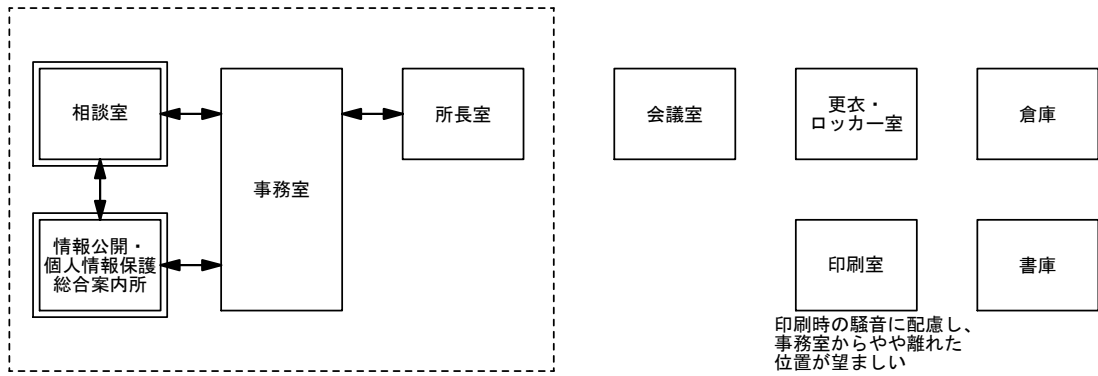 相談室
事務室
所長室
情報公開・
個人情報保護
総合案内所
会議室
更衣・
ロッカー室
倉庫
印刷室
書庫
印刷時の騒音に配慮し、
事務室からやや離れた
位置が望ましい